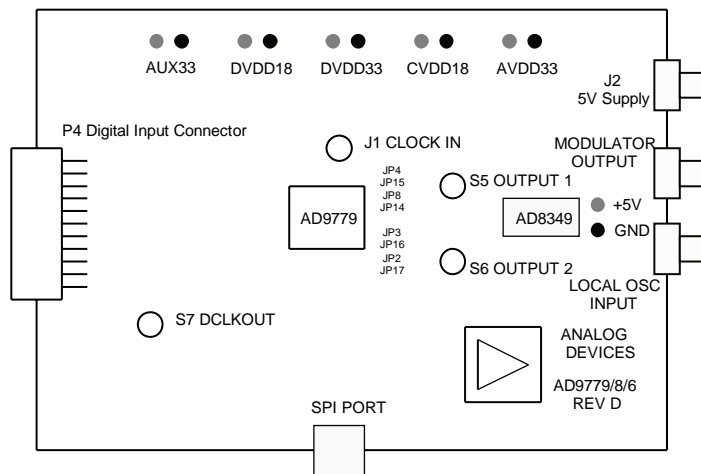 AUX33 DVDD18 DVDD33 CVDD18 AVDD33
J2
5V Supply
P4 Digital Input Connector
J1 CLOCK IN
MODULATOR
OUTPUT
JP4
JP15
JP8
JP14
S5 OUTPUT 1
AD9779
AD8349
+5V
GND
JP3
JP16
JP2
JP17
S6 OUTPUT 2
LOCAL OSC
INPUT
S7 DCLKOUT
ANALOG
DEVICES
AD9779/8/6
REV D
SPI PORT